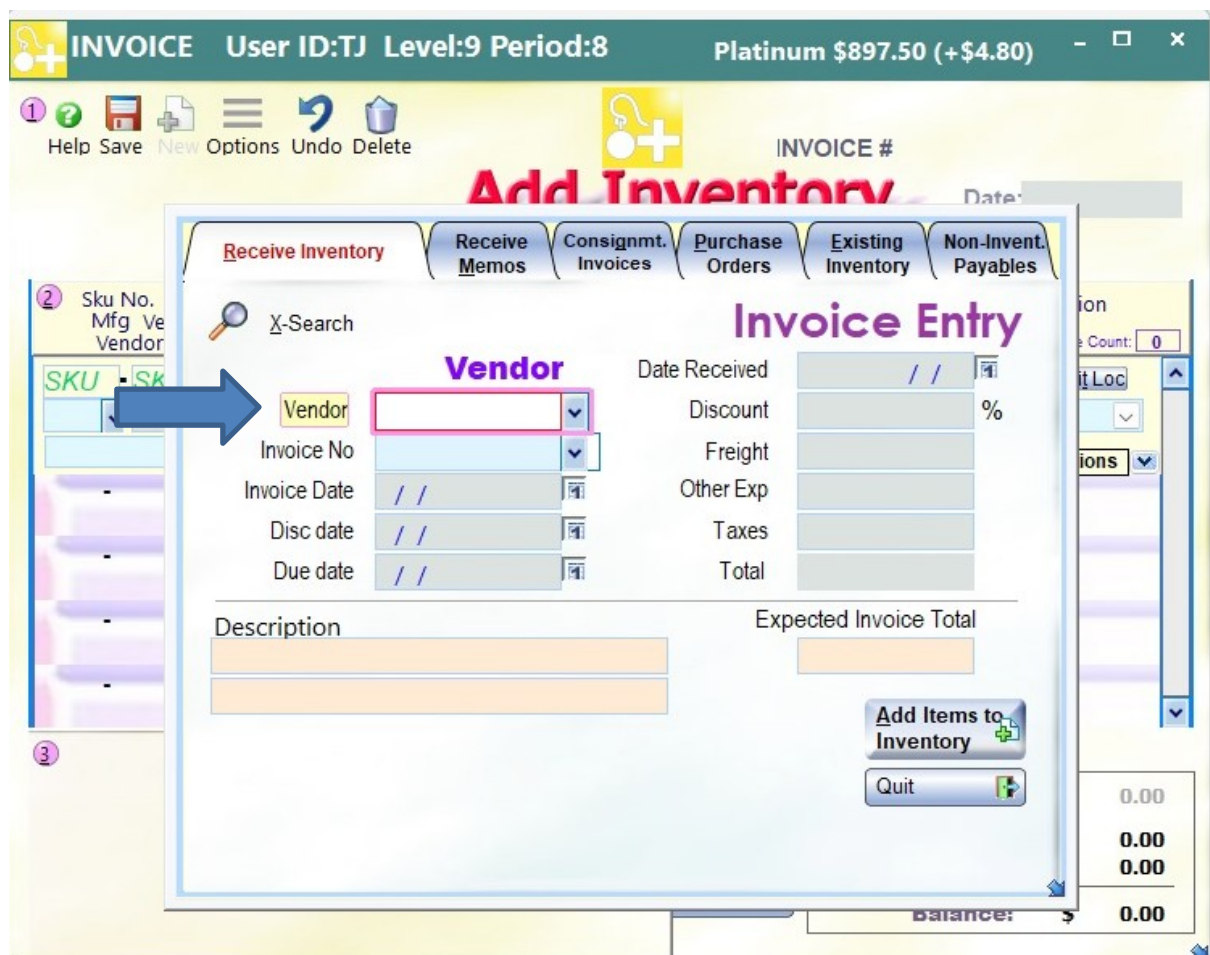 INVOICE User ID:TJ Level:9 Period:8 Platinum $897.50 (+$4.80)
1 Help Save New Options Undo Delete
INVOICE #
Add Inventory
Date:
Receive Inventory
Receive Memos
Consignmt. Invoices
Purchase Orders
Existing Inventory
Non-Invent. Payables
2 Sku No.
Mfg
Vendor
Count: 0
SKU - SK
Loc
X-Search
Invoice Entry
Vendor
Vendor
Invoice No
Invoice Date / /
Disc date / /
Due date / /
Date Received / /
Discount %
Freight
Other Exp
Taxes
Total
Description
Expected Invoice Total
Add Items to
Inventory
Quit
-
-
-
-
3
0.00
0.00
0.00
Balance: $ 0.00